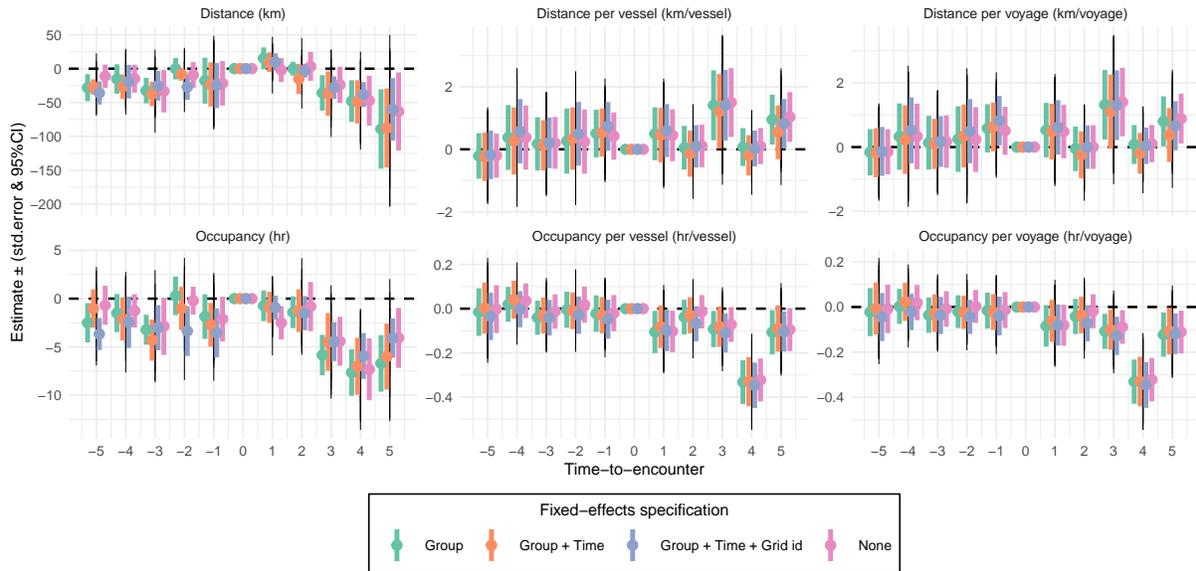 Distance (km)
Distance per vessel (km/vessel)
Distance per voyage (km/voyage)
50
0
−50
−100
−150
−200
2
0
−2
2
0
−2
Estimate ± (std.error & 95%CI)
Occupancy (hr)
Occupancy per vessel (hr/vessel)
Occupancy per voyage (hr/voyage)
5
0
−5
−10
0.2
0.0
−0.2
−0.4
0.2
0.0
−0.2
−0.4
−5 −4 −3 −2 −1 0 1 2 3 4 5
−5 −4 −3 −2 −1 0 1 2 3 4 5
−5 −4 −3 −2 −1 0 1 2 3 4 5
Time−to−encounter
Fixed−effects specification
Group Group + Time Group + Time + Grid id None